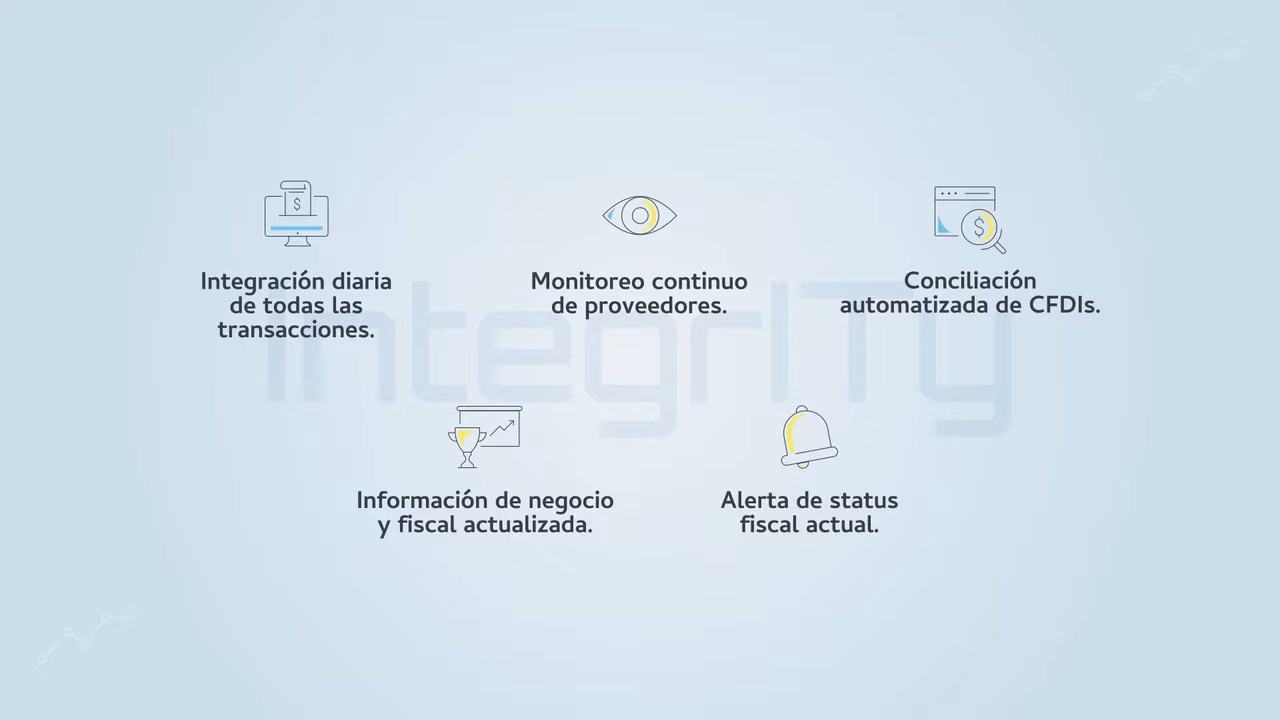 Integración diaria
de todas las
transacciones.
Monitoreo continuo
de proveedores.
Conciliación
automatizada de CFDIs.
IntegrITy
Información de negocio
y fiscal actualizada.
Alerta de status
fiscal actual.